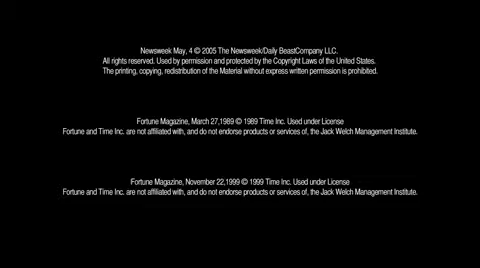 Newsweek May, 4 © 2005 The Newsweek/Daily BeastCompany LLC.
All rights reserved. Used by permission and protected by the Copyright Laws of the United States.
The printing, copying, redistribution of the Material without express written permission is prohibited.
Fortune Magazine, March 27,1989 © 1989 Time Inc. Used under License
Fortune and Time Inc. are not affiliated with, and do not endorse products or services of, the Jack Welch Management Institute.
Fortune Magazine, November 22,1999 © 1999 Time Inc. Used under License
Fortune and Time Inc. are not affiliated with, and do not endorse products or services of, the Jack Welch Management Institute.